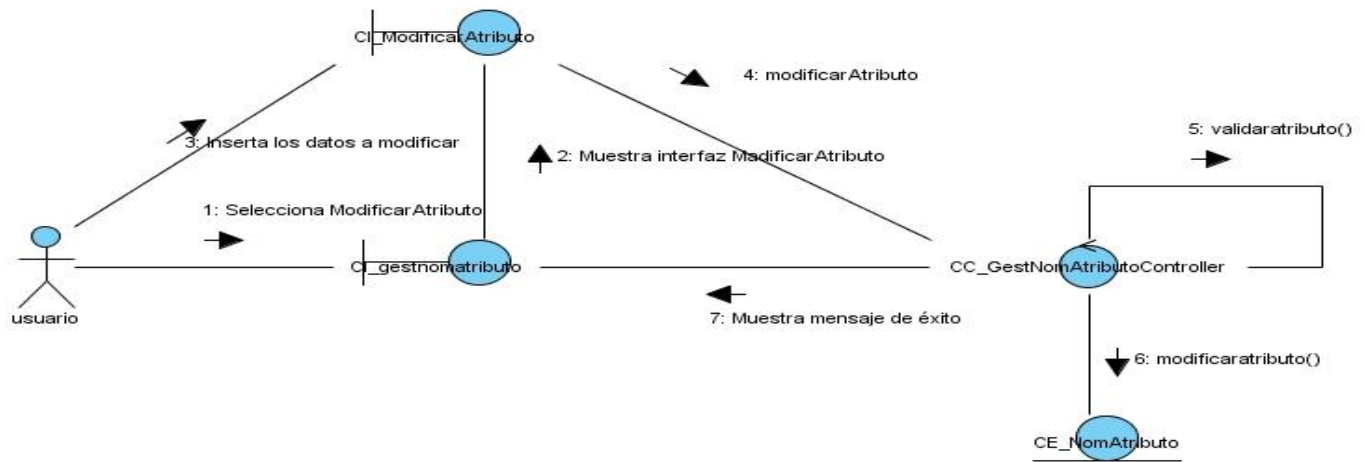 CI_ModificarAtributo
4: modificarAtributo
5: validaratributo()
3: Inserta los datos a modificar
2: Muestra interfaz MadificarAtributo
1: Selecciona ModificarAtributo
CI_gestnomatributo
CC_GestNomAtributoController
usuario
7: Muestra mensaje de éxito
6: modificaratributo()
CE_NomAtributo